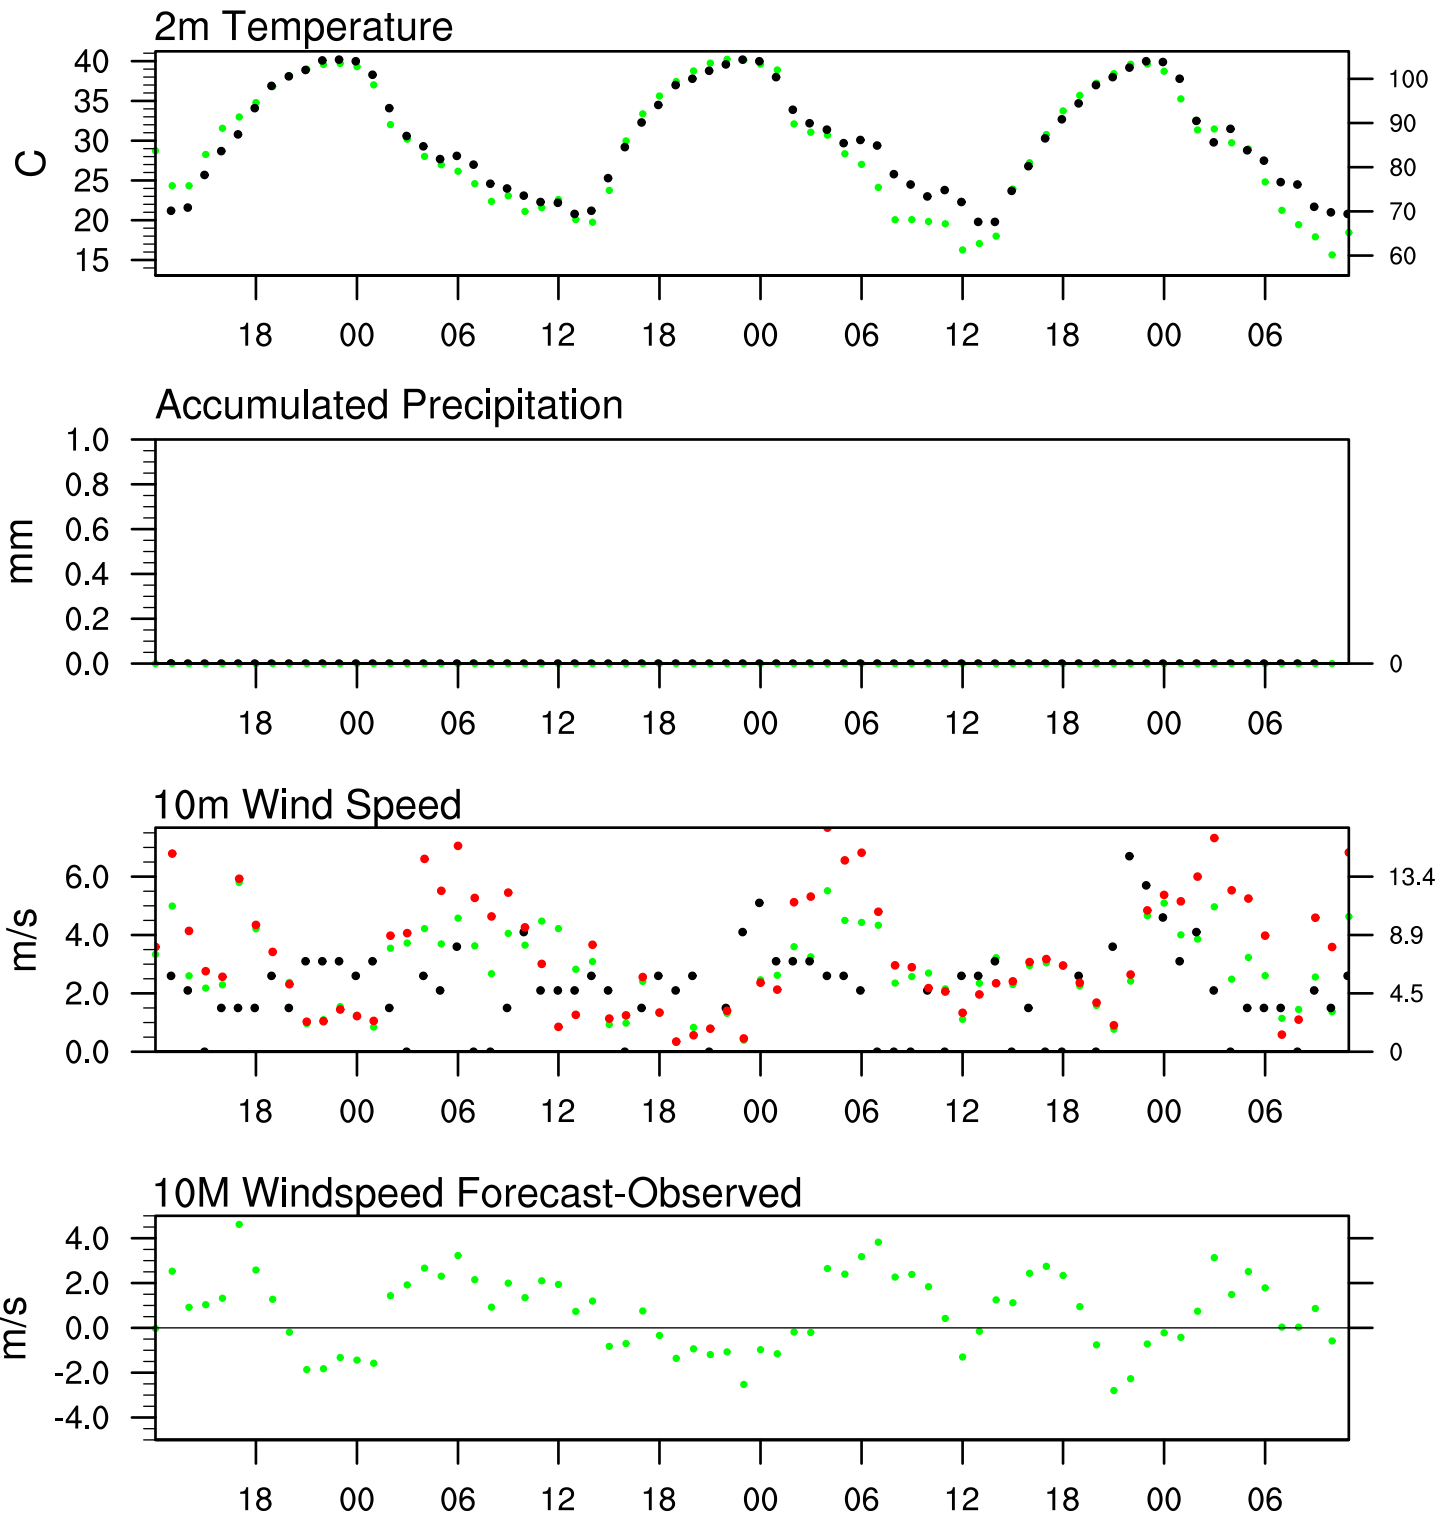 2m Temperature
40
35
30
25
20
15
C
100
90
80
70
60
18 00 06 12 18 00 06 12 18 00 06
Accumulated Precipitation
1.0
0.8
0.6
0.4
0.2
0.0
mm
0
18 00 06 12 18 00 06 12 18 00 06
10m Wind Speed
6.0
4.0
2.0
0.0
m/s
13.4
8.9
4.5
0
18 00 06 12 18 00 06 12 18 00 06
10M Windspeed Forecast-Observed
4.0
2.0
0.0
-2.0
-4.0
m/s
18 00 06 12 18 00 06 12 18 00 06